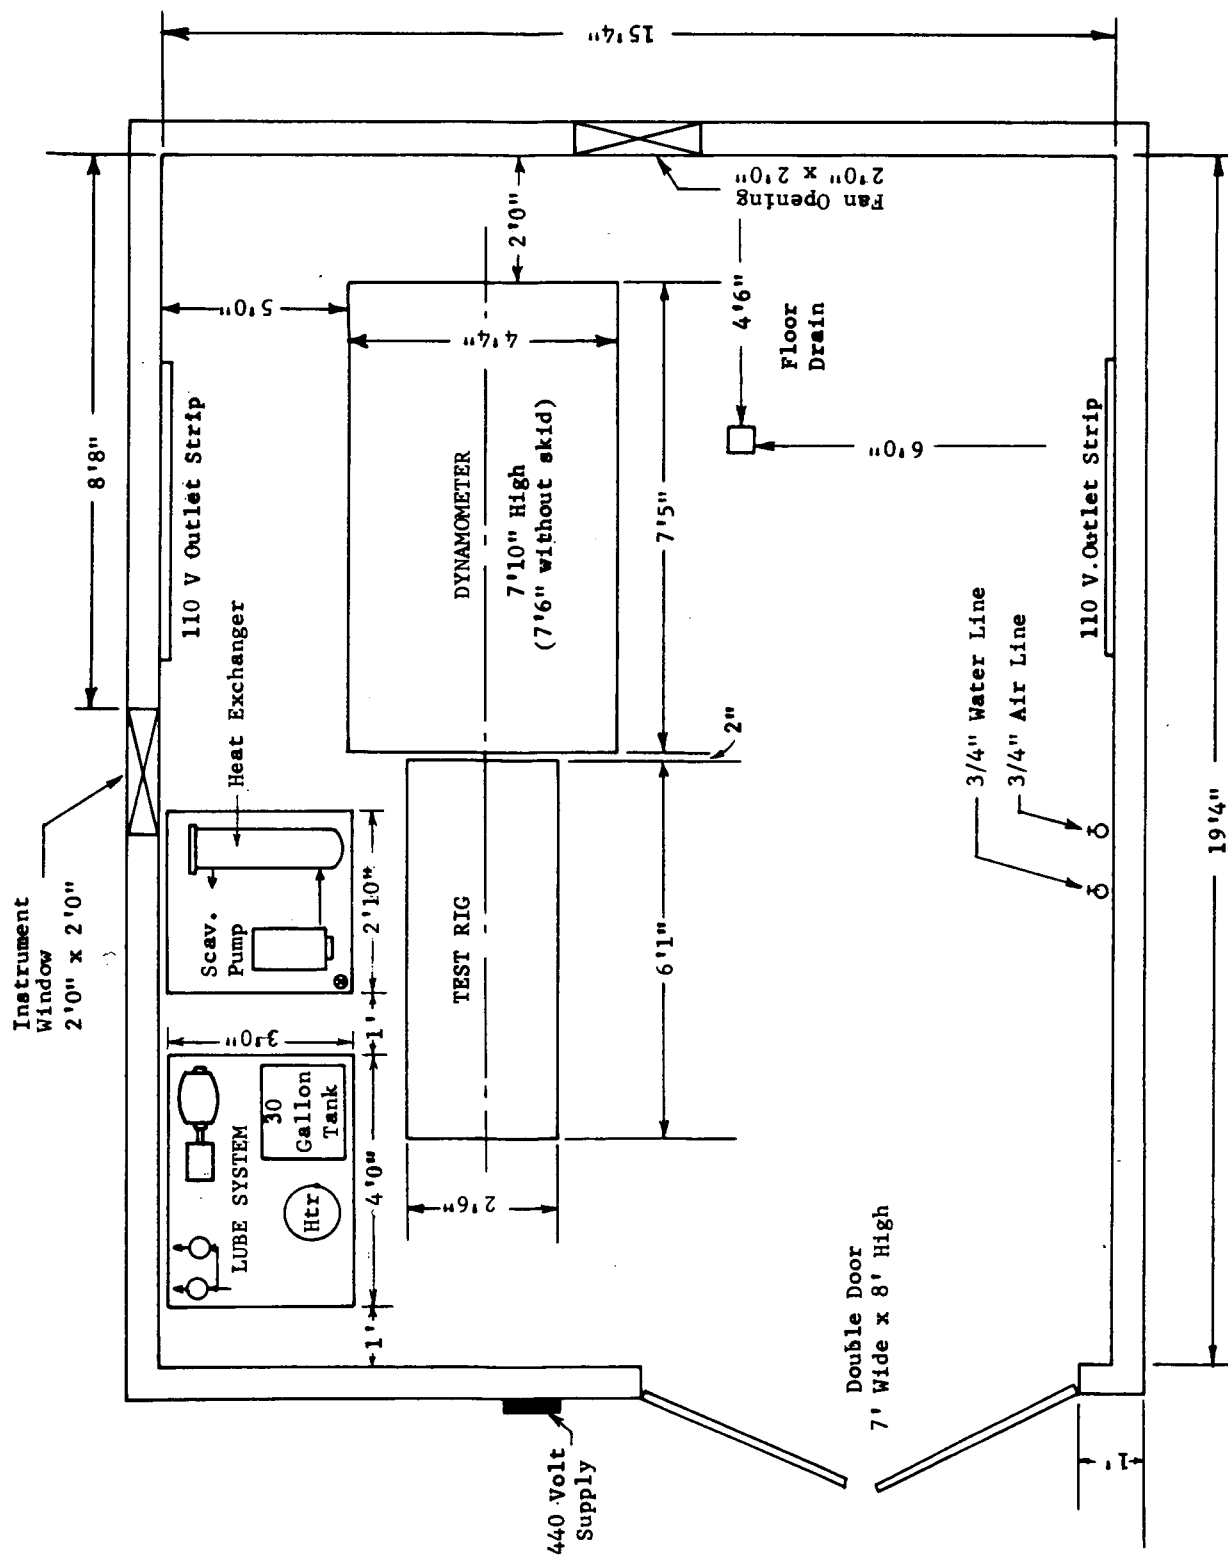 Instrument
Window
2'0" x 2'0"
8'8"
15'4"
110 V Outlet Strip
Heat Exchanger
Scav.
Pump
2'10"
1'
3'0"
LUBE SYSTEM
30
Gallon
Tank
Htr.
4'0"
1'
5'0"
2'0"
4'4"
DYNAMOMETER
7'10" High
(7'6" without skid)
TEST RIG
2'6"
6'1"
2"
7'5"
Fan Opening
2'0" x 2'0"
4'6"
Floor
Drain
6'0"
110 V. Outlet Strip
3/4" Water Line
3/4" Air Line
19'4"
Double Door
7' Wide x 8' High
1'
440 Volt
Supply